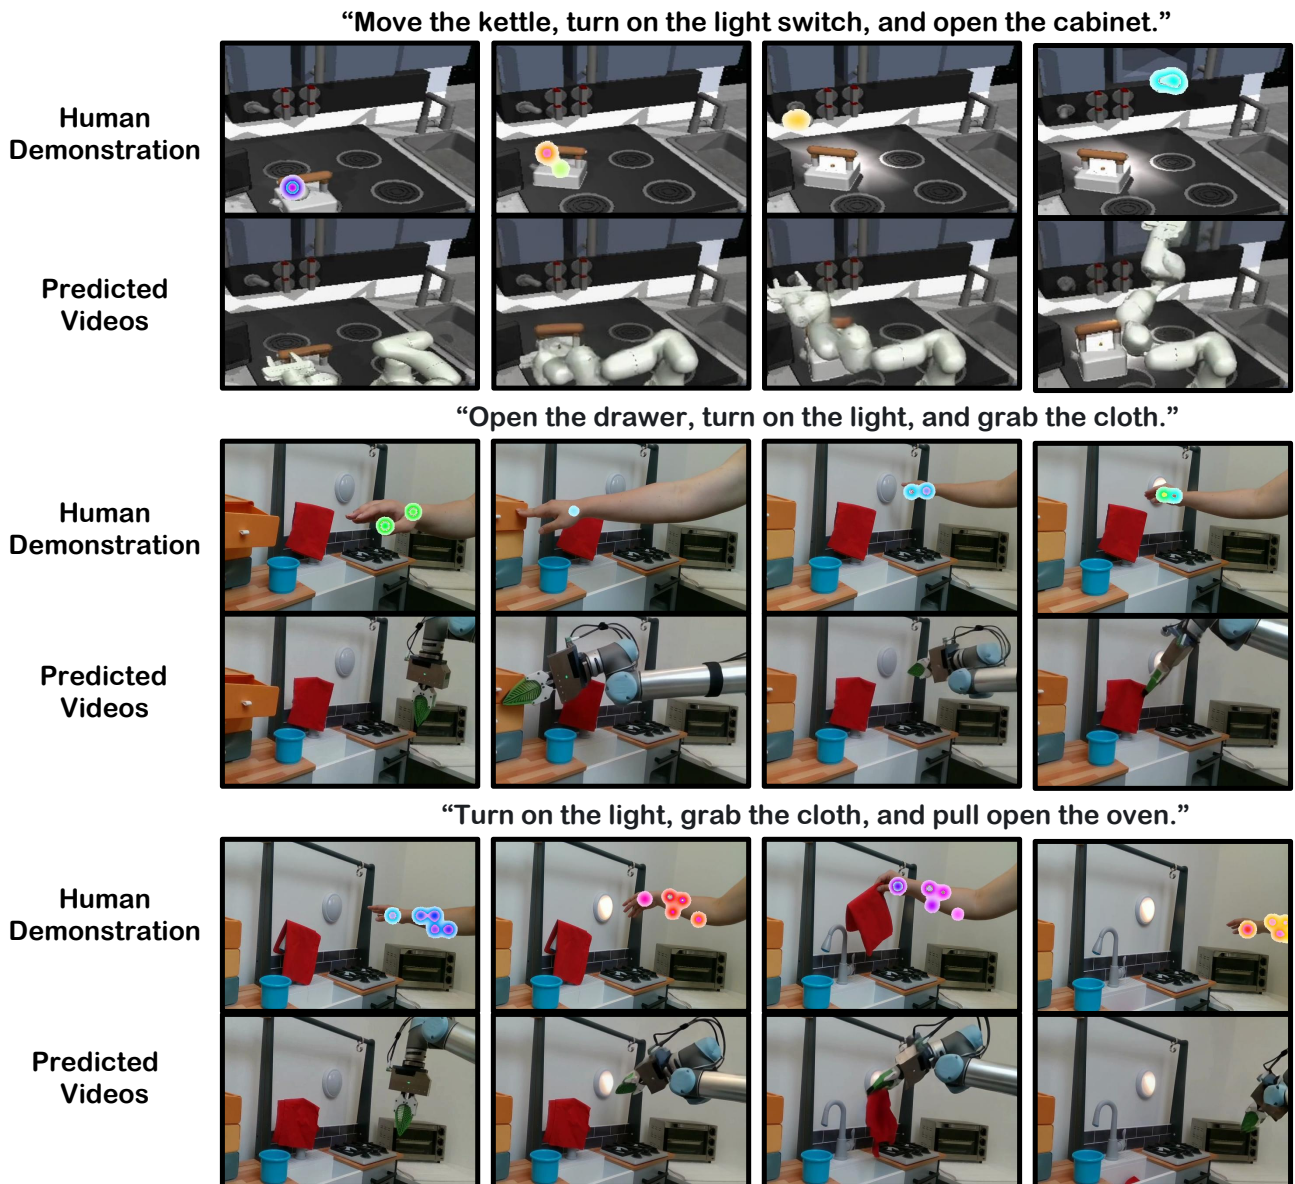 “Move the kettle, turn on the light switch, and open the cabinet.”
Human
Demonstration
Predicted
Videos
“Open the drawer, turn on the light, and grab the cloth.”
Human
Demonstration
Predicted
Videos
“Turn on the light, grab the cloth, and pull open the oven.”
Human
Demonstration
Predicted
Videos